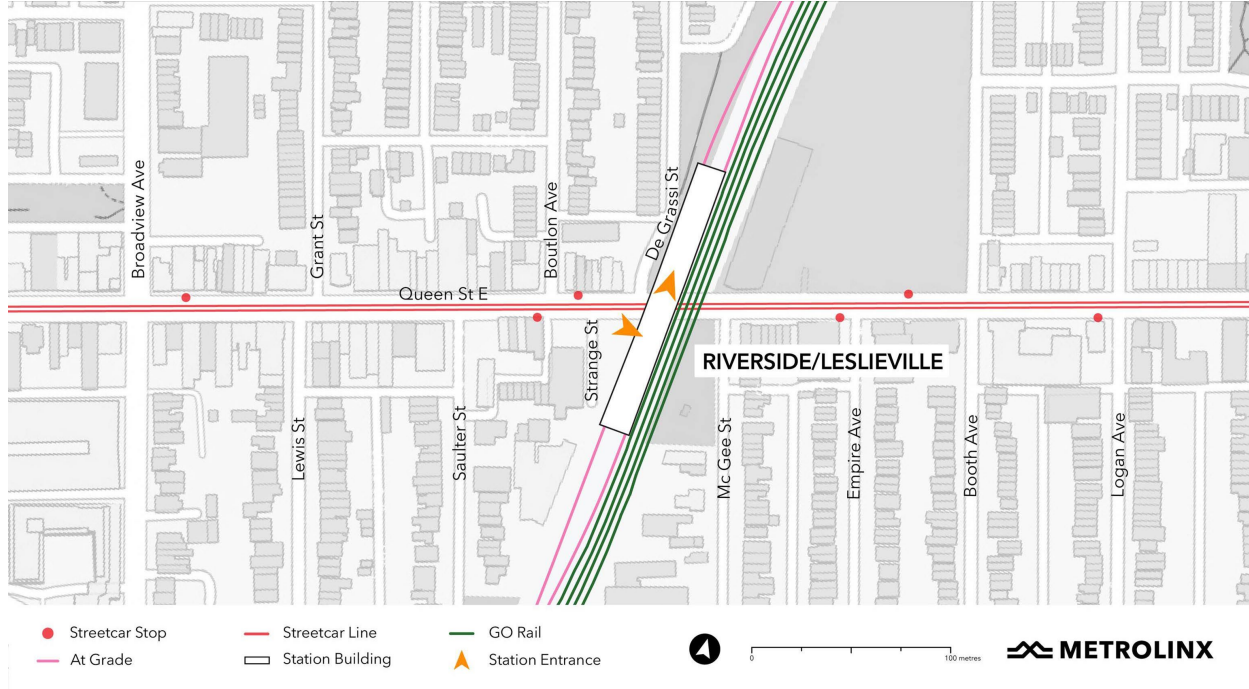 Broadview Ave
Grant St
Boutlon Ave
De Grassi St
Queen St E
Strange St
RIVERSIDE/LESLIEVILLE
Lewis St
Saulter St
Mc Gee St
Empire Ave
Booth Ave
Logan Ave
Streetcar Stop
Streetcar Line
GO Rail
At Grade
Station Building
Station Entrance
0
100 metres
METROLINX